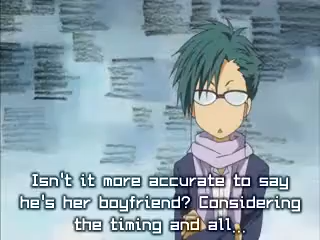 Isn't it more accurate to say
he's her boyfriend? Considering
the timing and all..